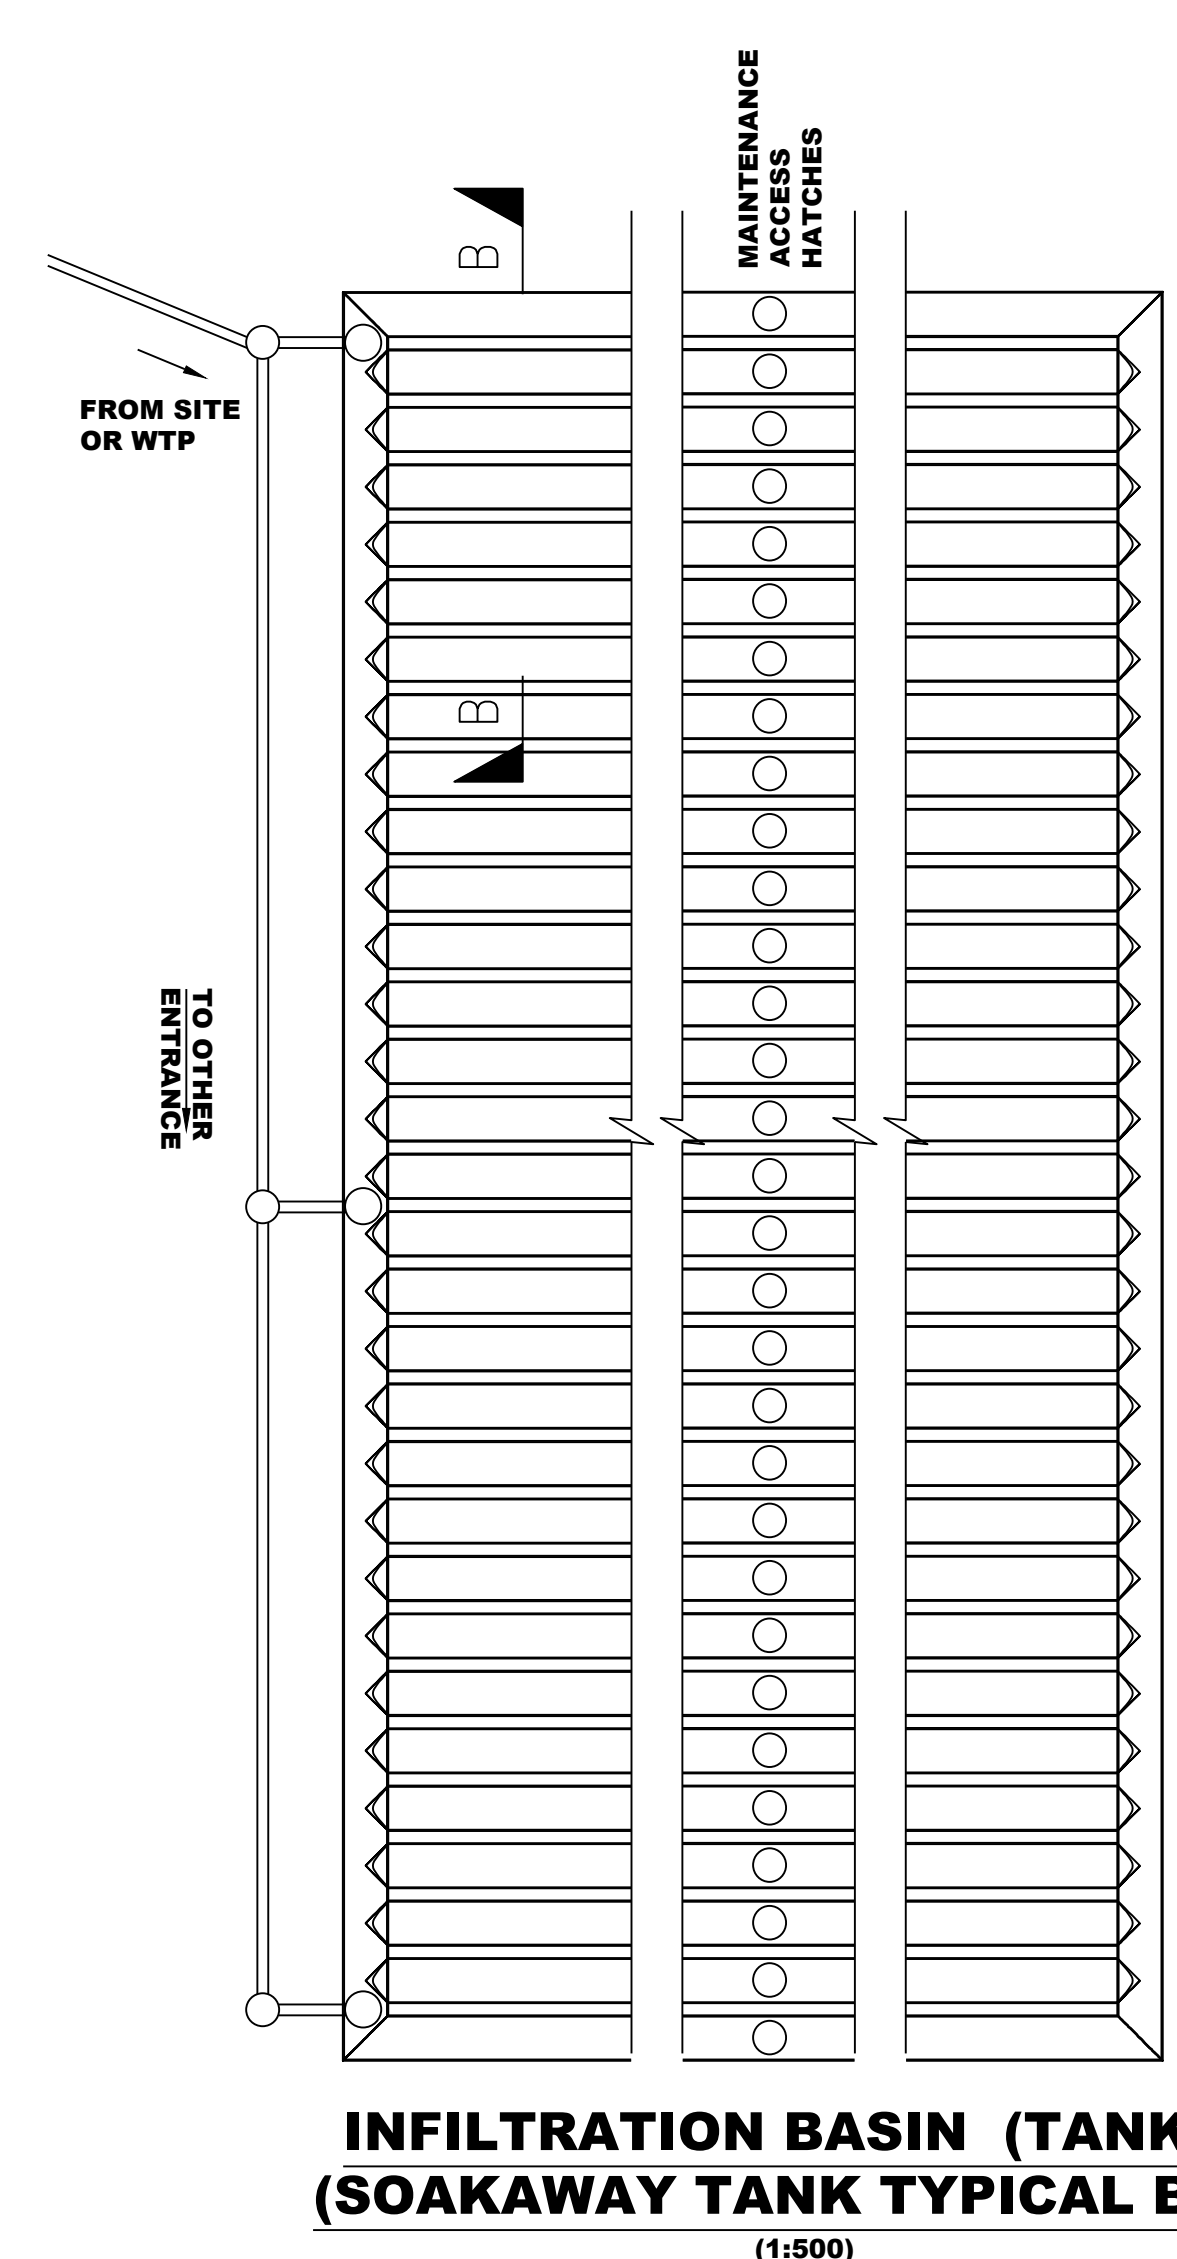 MAINTENANCE
ACCESS
HATCHES
B
FROM SITE
OR WTP
B
TO OTHER
ENTRANCE
INFILTRATION BASIN (TANK
(SOAKAWAY TANK TYPICAL
(1:500)